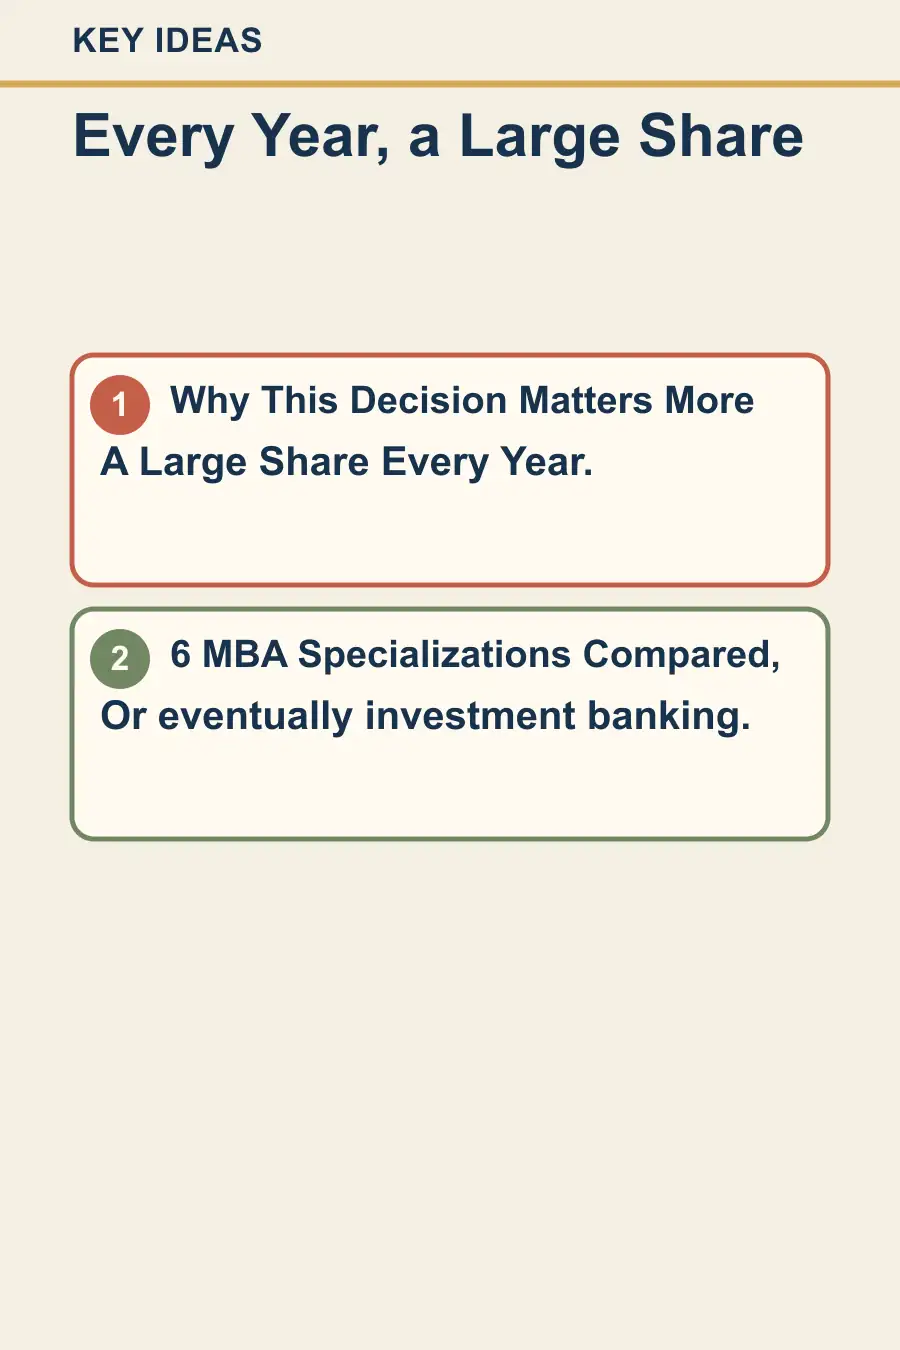 KEY IDEAS
Every Year, a Large Share
1 Why This Decision Matters More
A Large Share Every Year.
2 6 MBA Specializations Compared,
Or eventually investment banking.